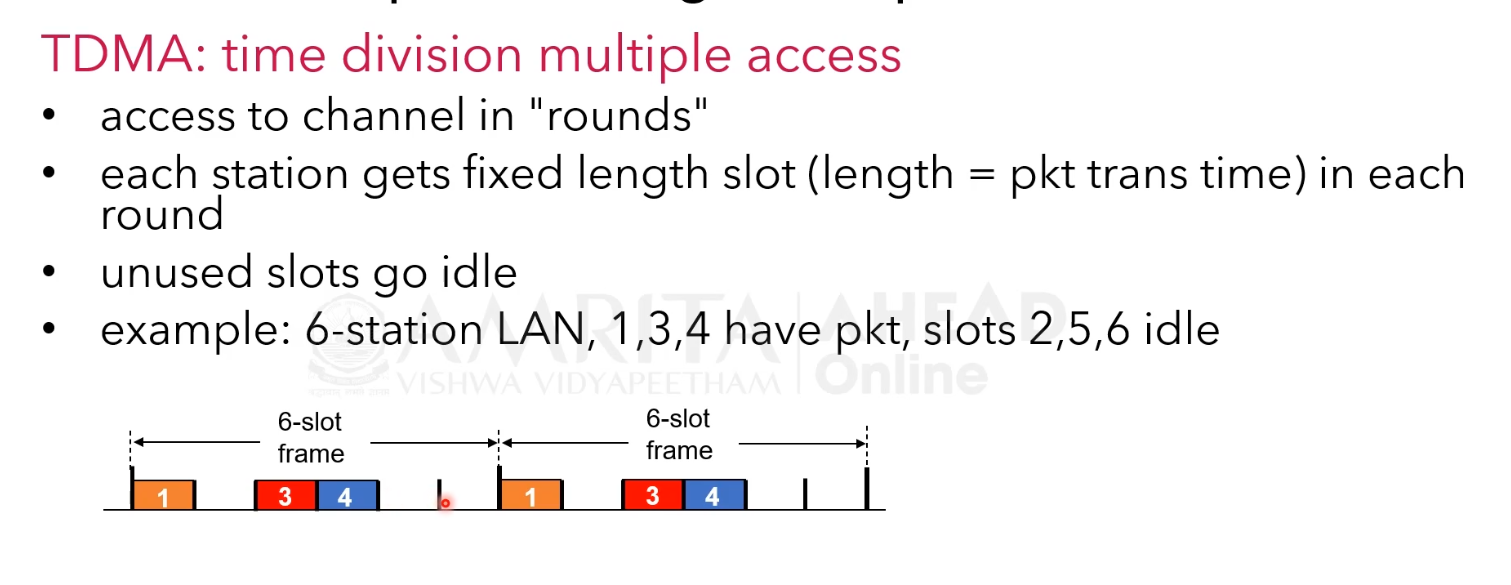 TDMA: time division multiple access
• access to channel in "rounds"
• each station gets fixed length slot (length = pkt trans time) in each
round
• unused slots go idle
• example: 6-station LAN, 1,3,4 have pkt, slots 2,5,6 idle
AMRITA
VISHWA VIDYAPEETHAM
AHEAD
Online
6-slot
frame
6-slot
frame
1 3 4 1 3 4